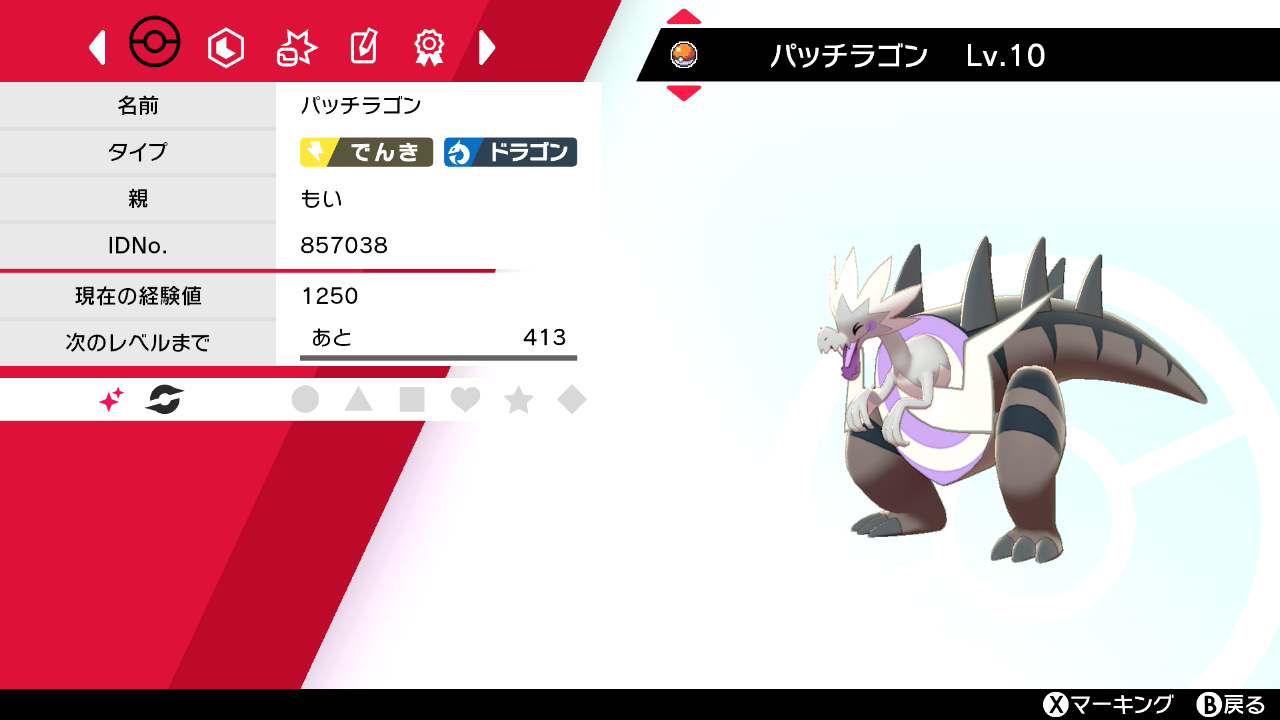 パッチラゴン Lv.10
名前 パッチラゴン
タイプ でんき ドラゴン
親 もい
IDNo. 857038
現在の経験値 1250
次のレベルまで あと 413
Xマーキング B戻る